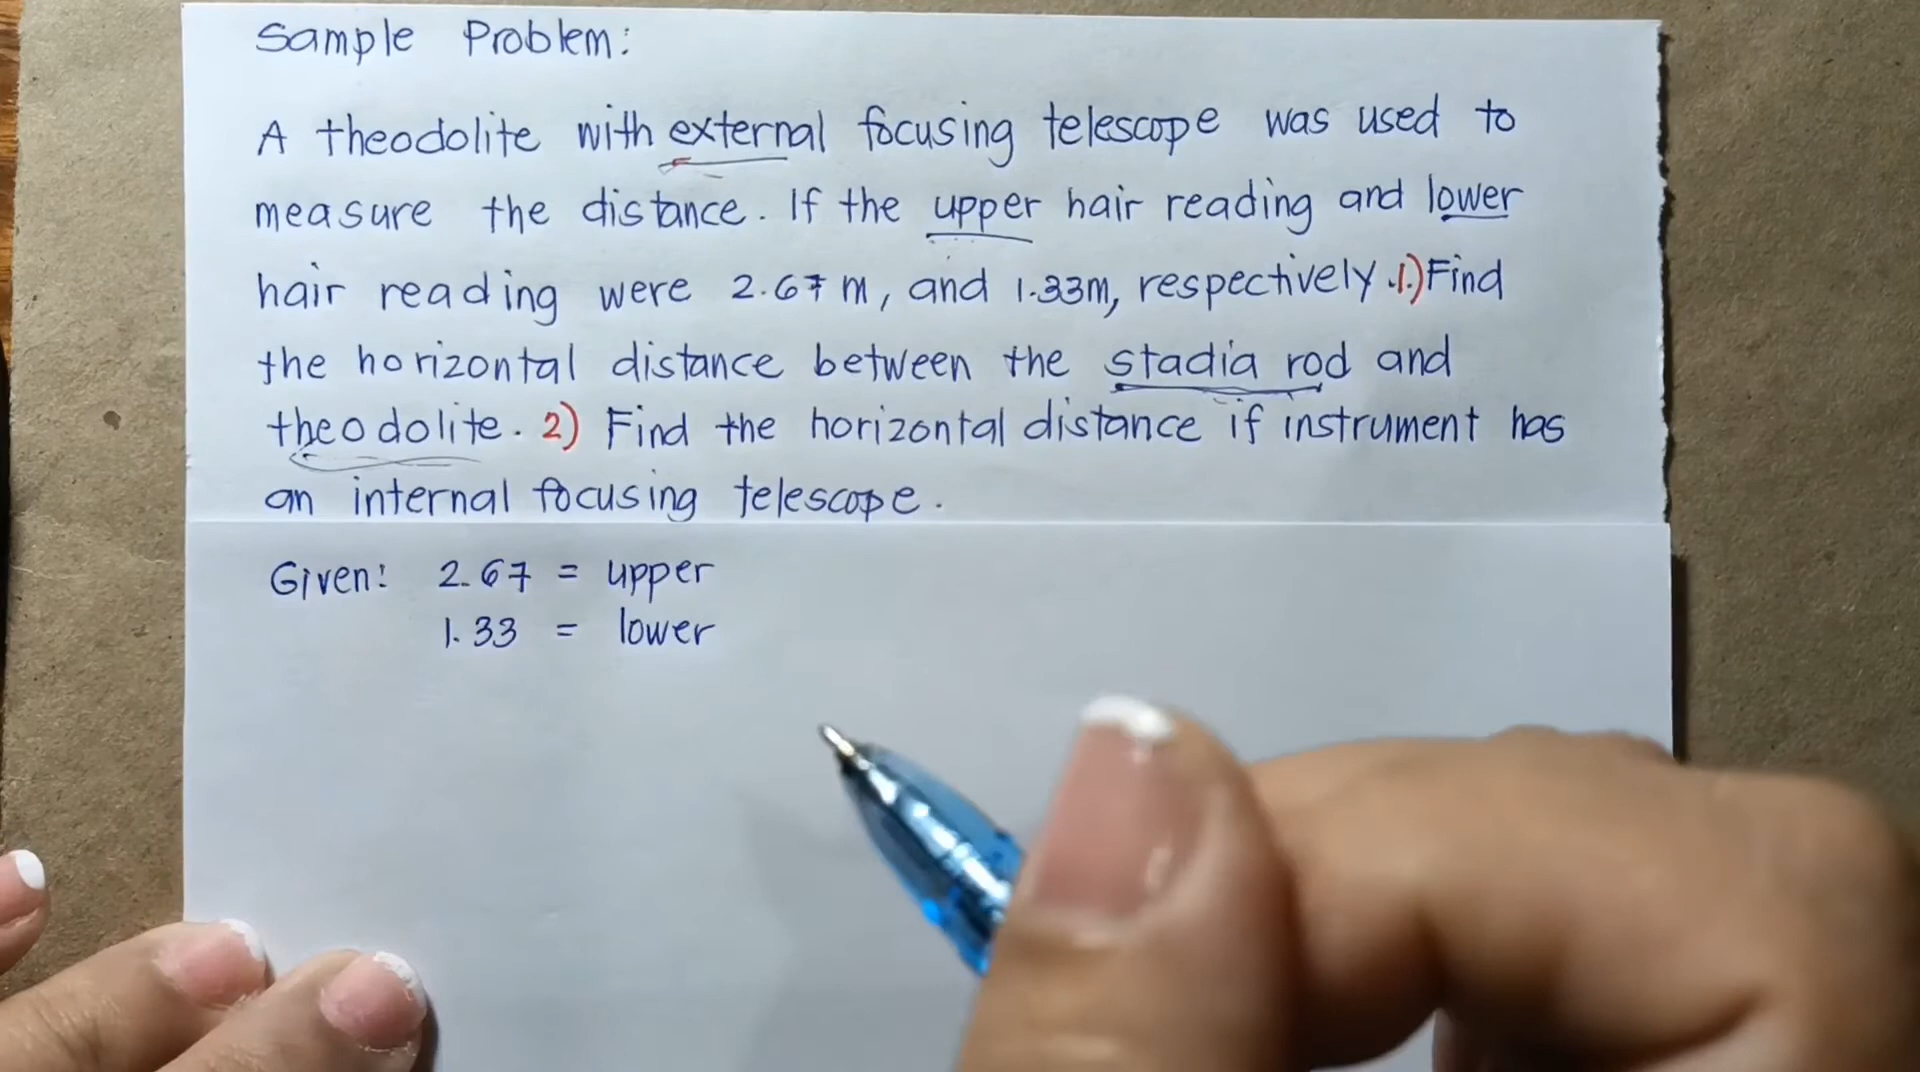 Sample Problem:
A theodolite with external focusing telescope was used to
measure the distance. If the upper hair reading and lower
hair reading were 2.67 m, and 1.33m, respectively. 1.) Find
the horizontal distance between the stadia rod and
theodolite. 2) Find the horizontal distance if instrument has
an internal focusing telescope.
Given: 2.67 = upper
1.33 = lower